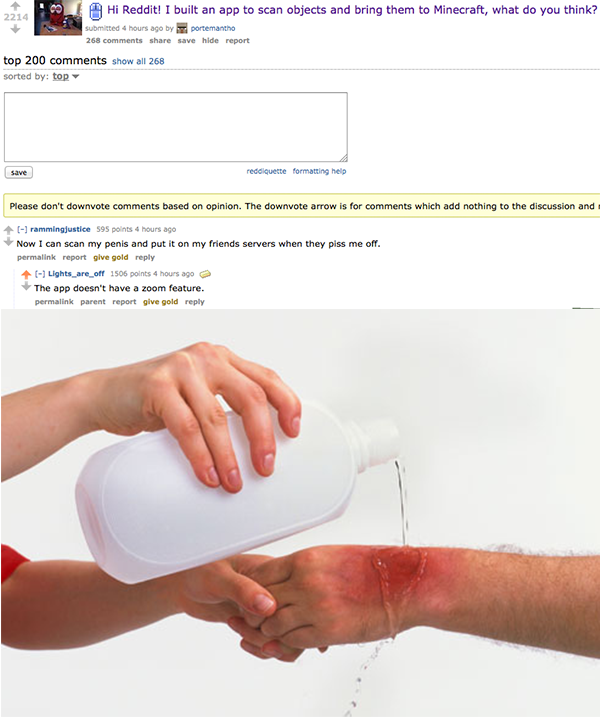 Hi Reddit! I built an app to scan objects and bring them to Minecraft, what do you think?
2214
submitted 4 hours ago by portemantho
268 comments share save hide report
top 200 comments show all 268
sorted by: top
save
reddiquette formatting help
Please don't downvote comments based on opinion. The downvote arrow is for comments which add nothing to the discussion and
[-] rammingjustice 595 points 4 hours ago
Now I can scan my penis and put it on my friends servers when they piss me off.
permalink report give gold reply
[-] Lights_are_off 1506 points 4 hours ago
The app doesn't have a zoom feature.
permalink parent report give gold reply